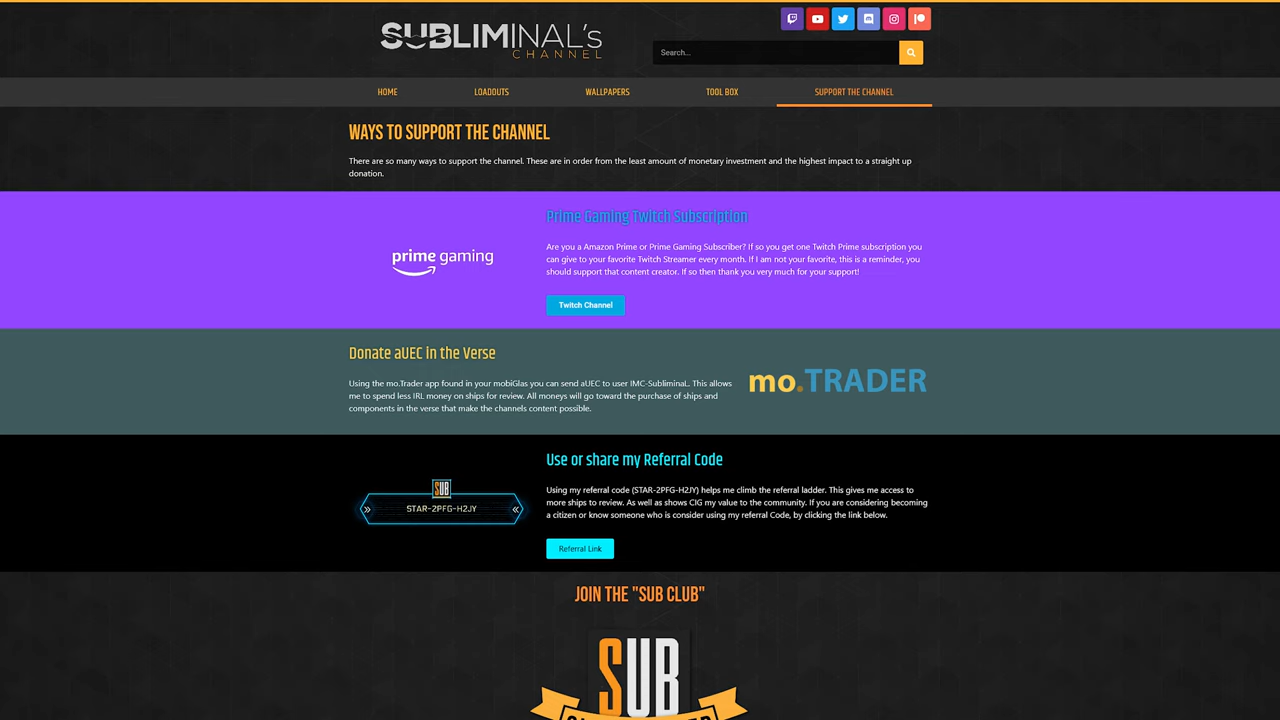 SUBLIMINAL's
CHANNEL
Search...
HOME
LOADOUTS
WALLPAPERS
TOOL BOX
SUPPORT THE CHANNEL
WAYS TO SUPPORT THE CHANNEL
There are so many ways to support the channel. These are in order from the least amount of monetary investment and the highest impact to a straight up
donation.
prime gaming
Prime Gaming Twitch Subscription
Are you a Amazon Prime or Prime Gaming Subscriber? If so you get one Twitch Prime subscription you
can give to your favorite Twitch Streamer every month. If I am not your favorite, this is a reminder, you
should support that content creator. If so then thank you very much for your support!
Twitch Channel
Donate aUEC in the Verse
Using the mo.Trader app found in your mobiGlas you can send aUEC to user IMC-SubliminaL. This allows
me to spend less IRL money on ships for review. All moneys will go toward the purchase of ships and
components in the verse that make the channels content possible.
mo.TRADER
SUB
STAR-2PFG-H2JY
Use or share my Referral Code
Using my referral code (STAR-2PFG-H2JY) helps me climb the referral ladder. This gives me access to
more ships to review. As well as shows CIG my value to the community. If you are considering becoming
a citizen or know someone who is consider using my referral Code, by clicking the link below.
Referral Link
JOIN THE "SUB CLUB"
SUB